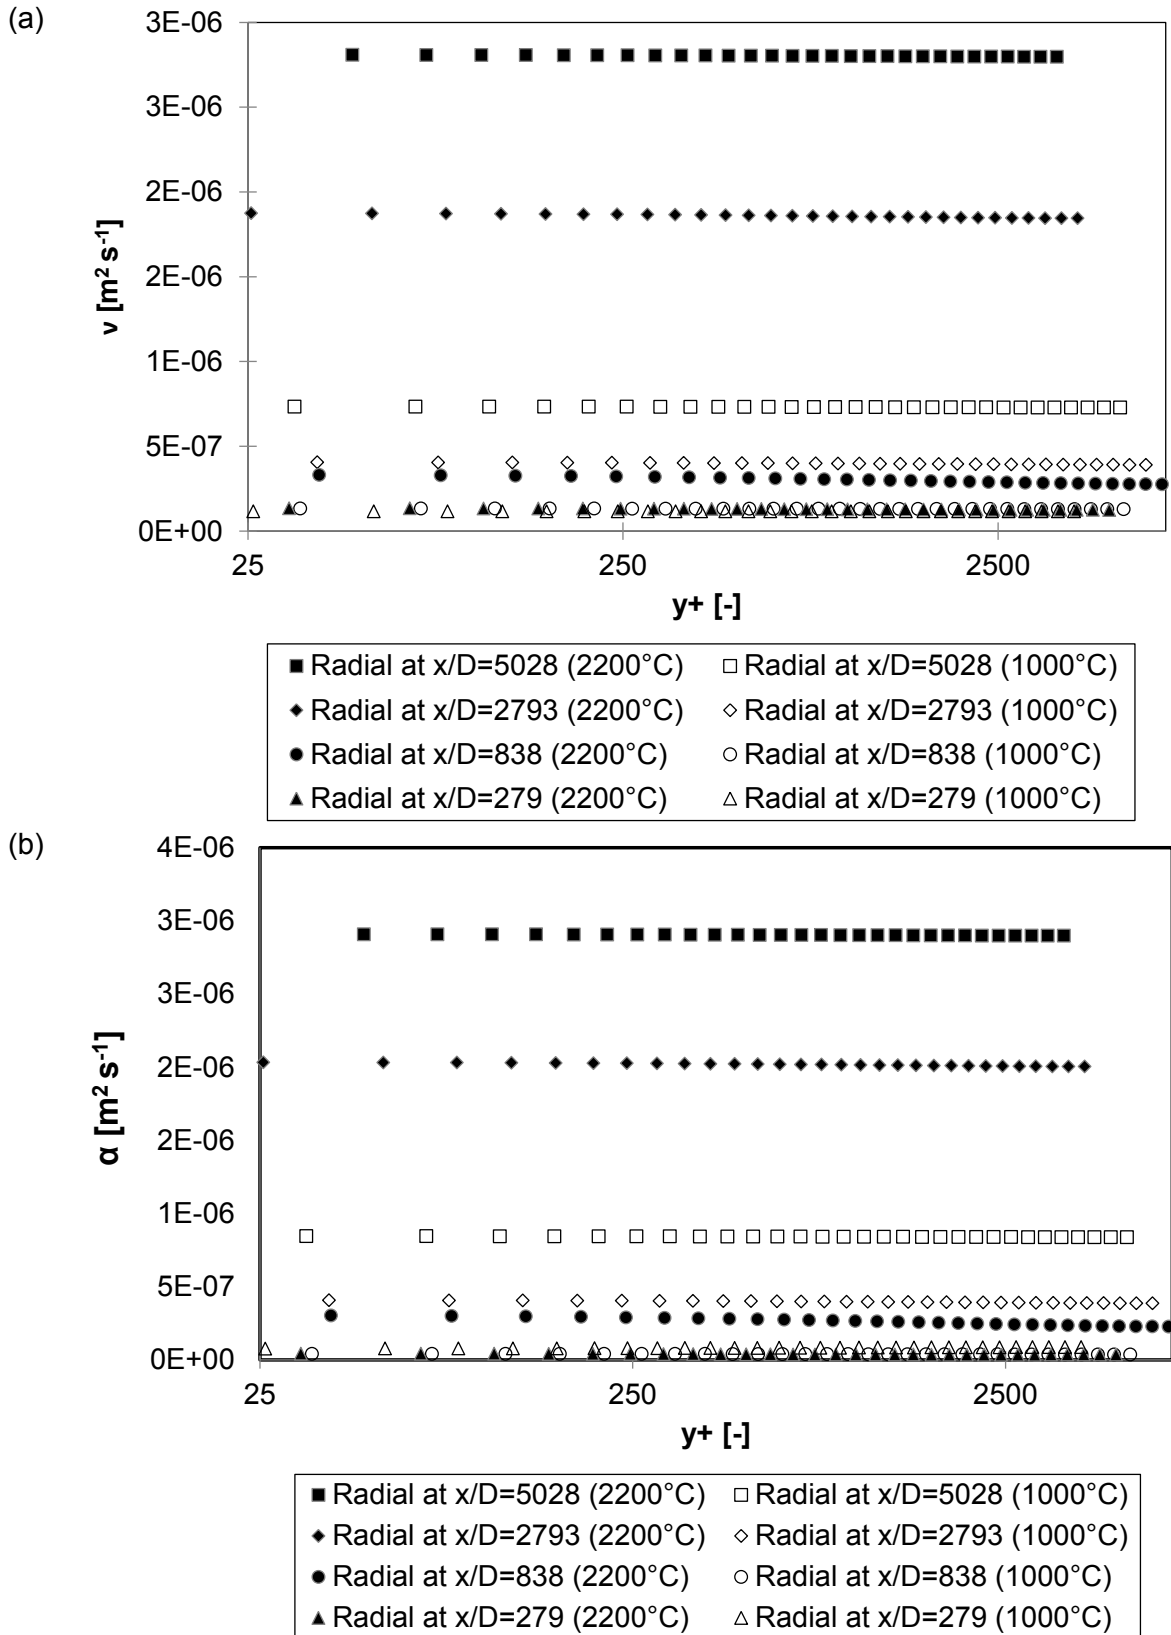 (a)
3E-06
3E-06
2E-06
2E-06
1E-06
5E-07
0E+00
ν [m² s⁻¹]
25 250 2500
y+ [-]
Radial at x/D=5028 (2200°C) Radial at x/D=5028 (1000°C)
Radial at x/D=2793 (2200°C) Radial at x/D=2793 (1000°C)
Radial at x/D=838 (2200°C) Radial at x/D=838 (1000°C)
Radial at x/D=279 (2200°C) Radial at x/D=279 (1000°C)
(b)
4E-06
3E-06
3E-06
2E-06
2E-06
1E-06
5E-07
0E+00
α [m² s⁻¹]
25 250 2500
y+ [-]
Radial at x/D=5028 (2200°C) Radial at x/D=5028 (1000°C)
Radial at x/D=2793 (2200°C) Radial at x/D=2793 (1000°C)
Radial at x/D=838 (2200°C) Radial at x/D=838 (1000°C)
Radial at x/D=279 (2200°C) Radial at x/D=279 (1000°C)